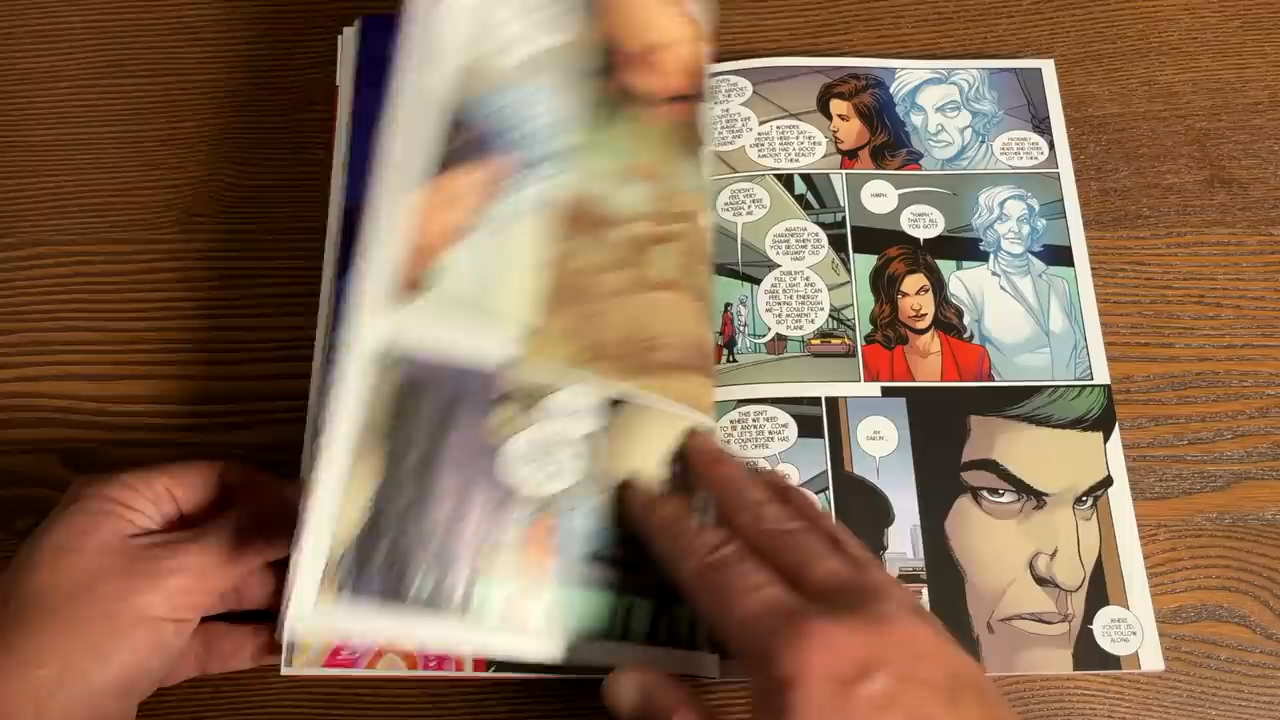 I WONDER
WHAT THEY'D SAY—
PEOPLE HERE—IF THEY
KNEW SO MANY OF THESE
MYTHS HAD A GOOD
AMOUNT OF REALITY
TO THEM.
PROBABLY
JUST NOD THEIR
HEADS AND ORDER
ANOTHER PINT, THE
LOT OF THEM.
DOESN'T
FEEL VERY
MAGICAL HERE
THOUGH, IF YOU
ASK ME.
AGATHA
HARKNESS? FOR
SHAME. WHEN DID
YOU BECOME SUCH
A GRUMPY OLD
HAG?
DUBLIN'S
FULL OF THE
ART, LIGHT AND
DARK BOTH—I CAN
FEEL THE ENERGY
FLOWING THROUGH
ME—I COULD FROM
THE MOMENT I
GOT OFF THE
PLANE.
HMPH.
"HMPH."
THAT'S ALL
YOU GOT?
THIS ISN'T
WHERE WE NEED
TO BE ANYWAY. COME
ON, LET'S SEE WHAT
THE COUNTRYSIDE HAS
TO OFFER.
AY
DARLIN'...
...WHERE
YOU'RE LED,
I'LL FOLLOW
ALONG.